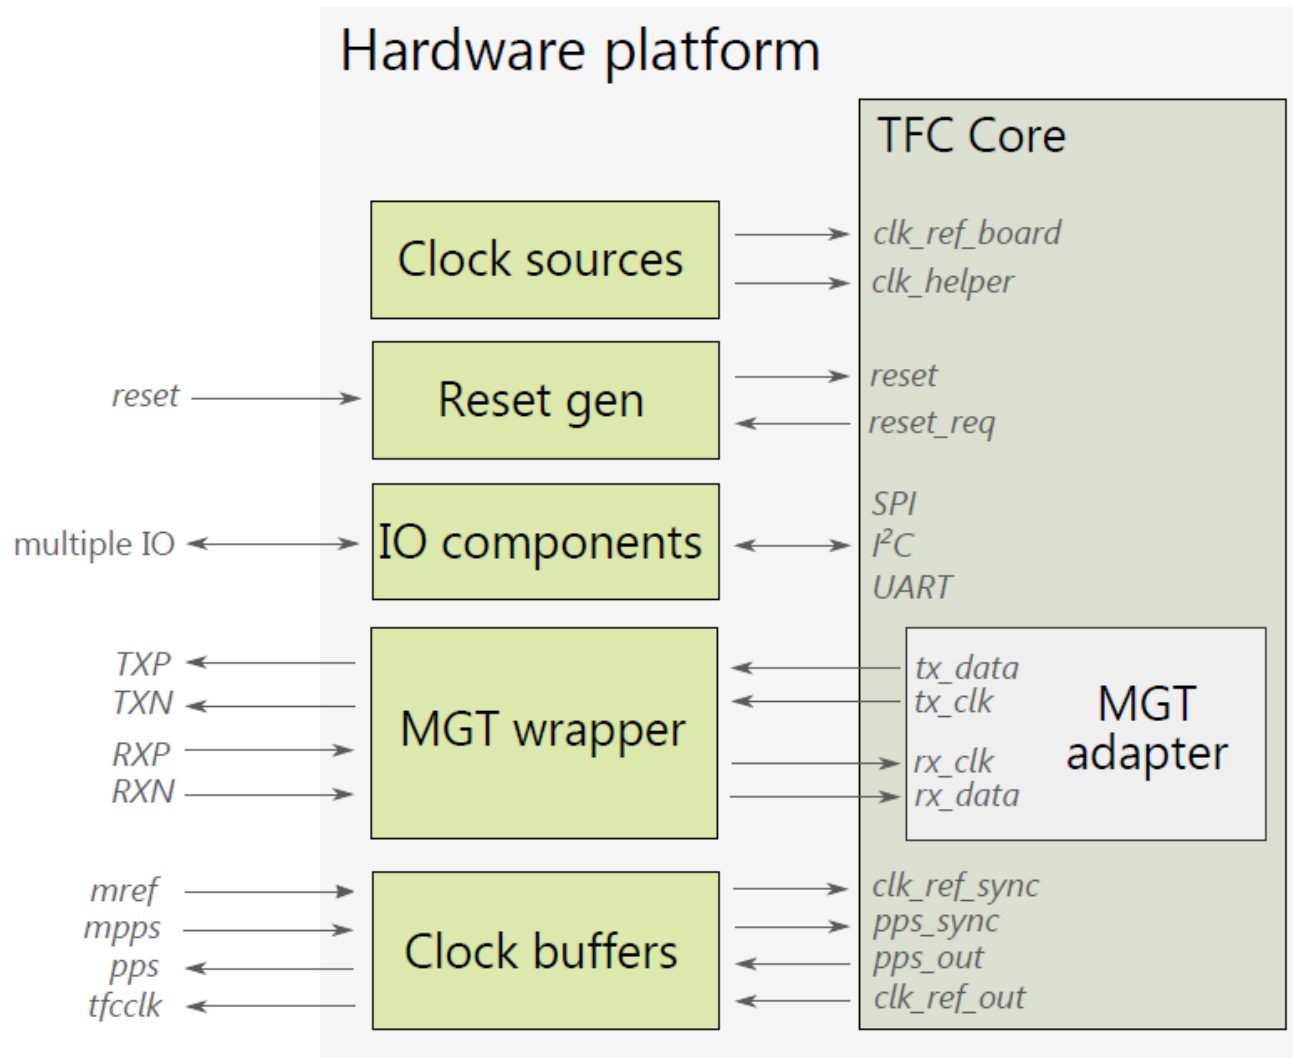 Hardware platform
TFC Core
Clock sources
clk_ref_board
clk_helper
reset
Reset gen
reset
reset_req
multiple IO
IO components
SPI
I²C
UART
TXP
TXN
RXP
RXN
MGT wrapper
tx_data
tx_clk
rx_clk
rx_data
MGT
adapter
mref
mpps
pps
tfcclk
Clock buffers
clk_ref_sync
pps_sync
pps_out
clk_ref_out